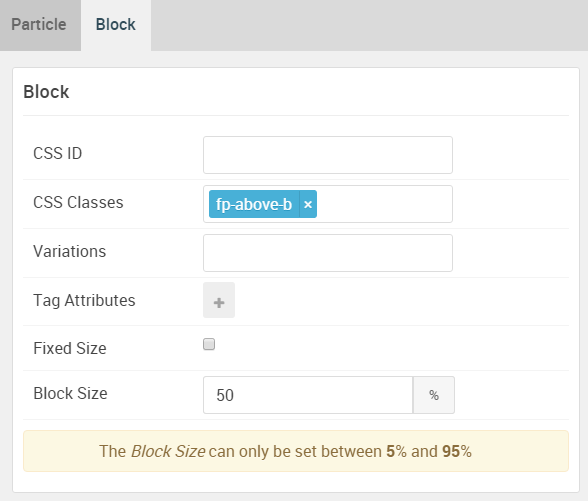 Particle Block
Block
CSS ID
CSS Classes fp-above-b ×
Variations
Tag Attributes +
Fixed Size
Block Size 50 %
The Block Size can only be set between 5% and 95%